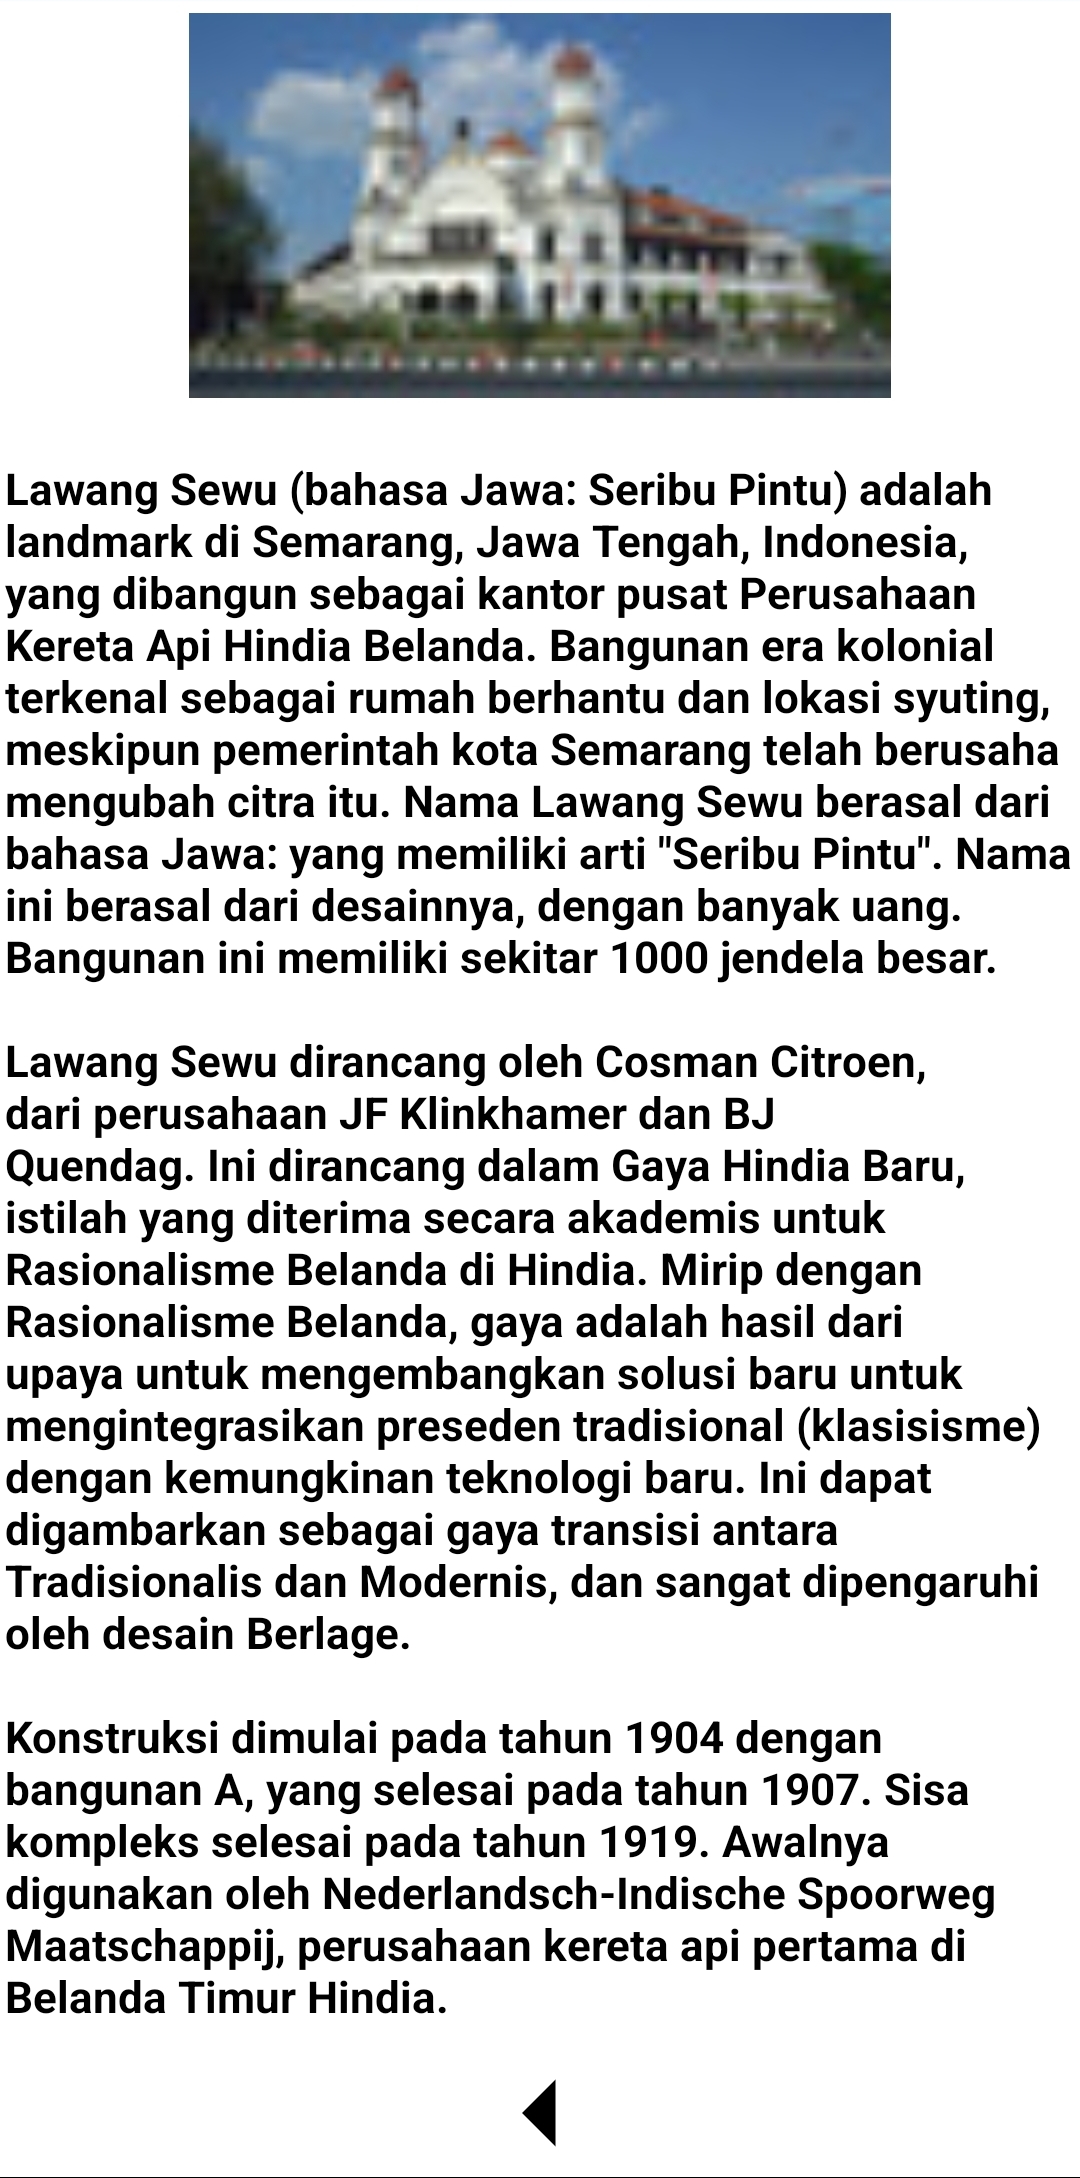 Lawang Sewu (bahasa Jawa: Seribu Pintu) adalah
landmark di Semarang, Jawa Tengah, Indonesia,
yang dibangun sebagai kantor pusat Perusahaan
Kereta Api Hindia Belanda. Bangunan era kolonial
terkenal sebagai rumah berhantu dan lokasi syuting,
meskipun pemerintah kota Semarang telah berusaha
mengubah citra itu. Nama Lawang Sewu berasal dari
bahasa Jawa: yang memiliki arti "Seribu Pintu". Nama
ini berasal dari desainnya, dengan banyak uang.
Bangunan ini memiliki sekitar 1000 jendela besar.
Lawang Sewu dirancang oleh Cosman Citroen,
dari perusahaan JF Klinkhamer dan BJ
Quendag. Ini dirancang dalam Gaya Hindia Baru,
istilah yang diterima secara akademis untuk
Rasionalisme Belanda di Hindia. Mirip dengan
Rasionalisme Belanda, gaya adalah hasil dari
upaya untuk mengembangkan solusi baru untuk
mengintegrasikan preseden tradisional (klasisisme)
dengan kemungkinan teknologi baru. Ini dapat
digambarkan sebagai gaya transisi antara
Tradisionalis dan Modernis, dan sangat dipengaruhi
oleh desain Berlage.
Konstruksi dimulai pada tahun 1904 dengan
bangunan A, yang selesai pada tahun 1907. Sisa
kompleks selesai pada tahun 1919. Awalnya
digunakan oleh Nederlandsch-Indische Spoorweg
Maatschappij, perusahaan kereta api pertama di
Belanda Timur Hindia.